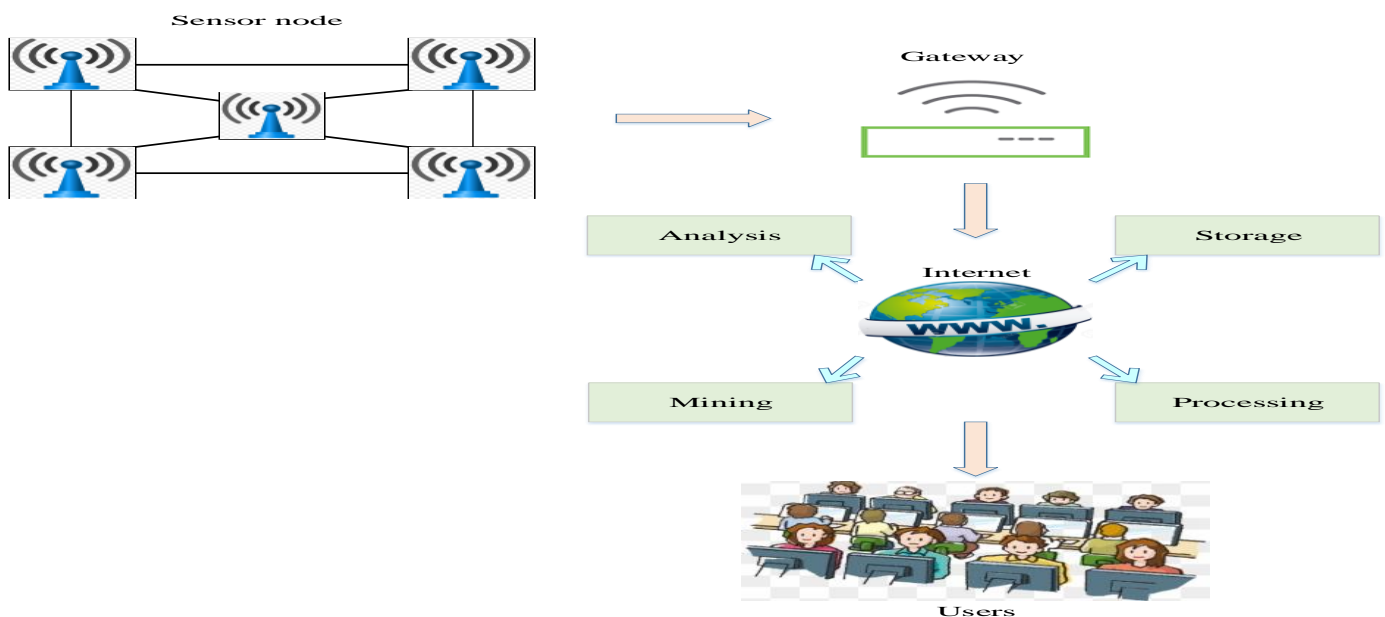 Sensor node
Gateway
Analysis
Storage
Internet
www.
Mining
Processing
Users